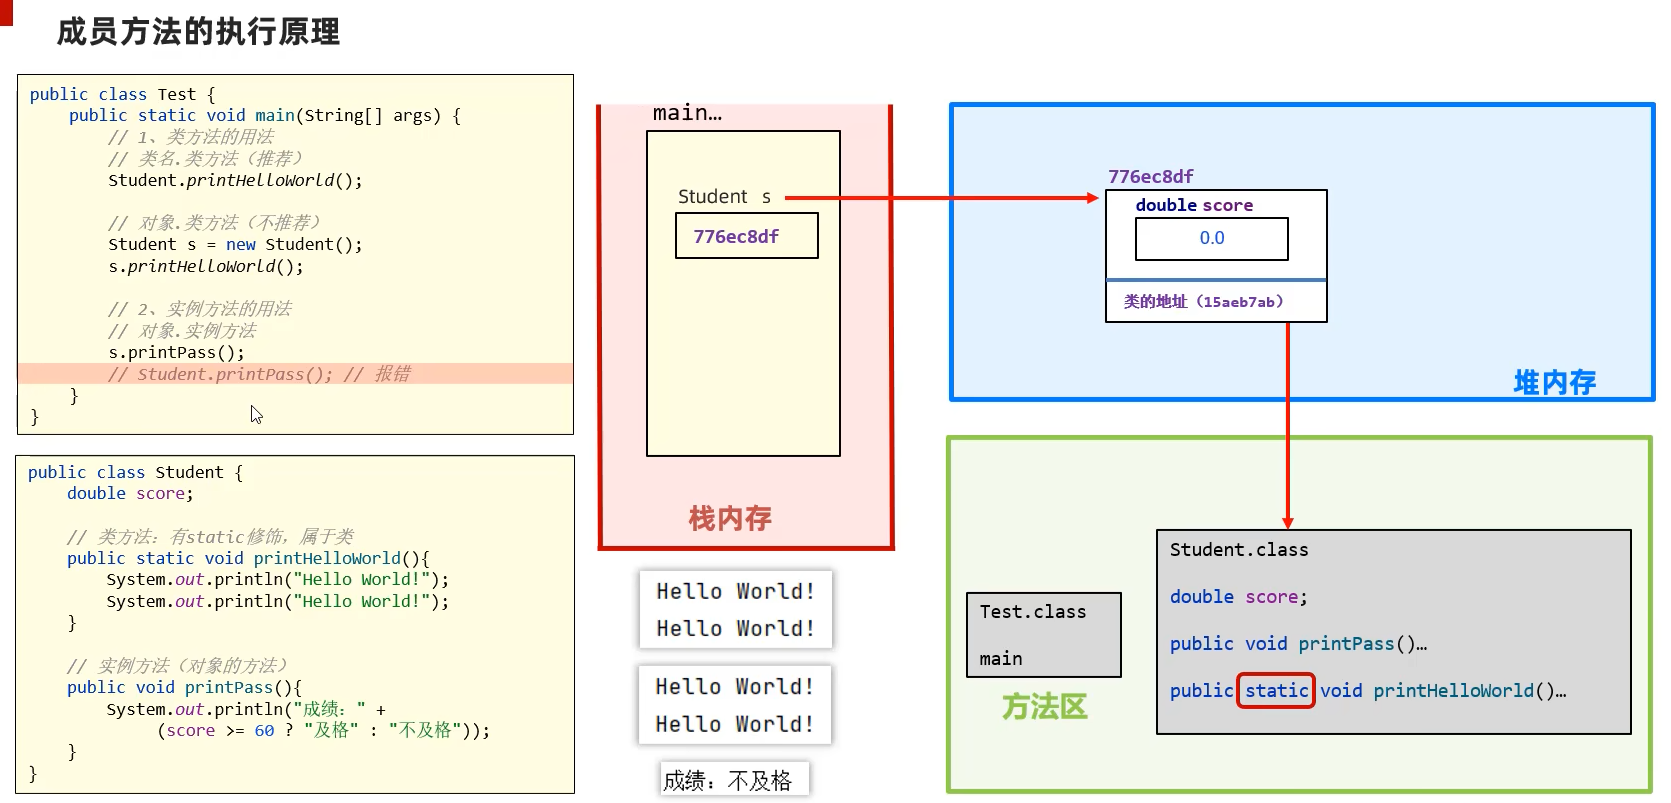 成员方法的执行原理
public class Test {
public static void main(String[] args) {
// 1、类方法的用法
// 类名.类方法（推荐）
Student.printHelloWorld();
// 对象.类方法（不推荐）
Student s = new Student();
s.printHelloWorld();
// 2、实例方法的用法
// 对象.实例方法
s.printPass();
// Student.printPass(); // 报错
}
}
public class Student {
double score;
// 类方法：有static修饰，属于类
public static void printHelloWorld(){
System.out.println("Hello World!");
System.out.println("Hello World!");
}
// 实例方法（对象的方法）
public void printPass(){
System.out.println("成绩：" +
(score >= 60 ? "及格" : "不及格"));
}
}
main…
Student s
776ec8df
栈内存
Hello World!
Hello World!
Hello World!
Hello World!
成绩：不及格
776ec8df
double score
0.0
类的地址（15aeb7ab）
堆内存
Test.class
main
方法区
Student.class
double score;
public void printPass()…
public static void printHelloWorld()…